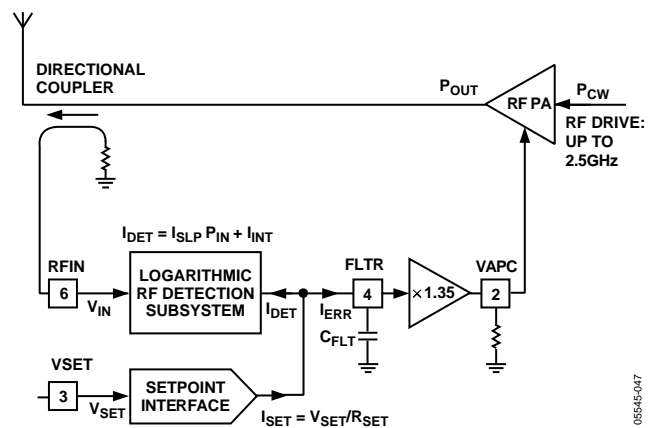 DIRECTIONAL
COUPLER
P_OUT
RF PA
P_CW
RF DRIVE:
UP TO
2.5GHz
I_DET = I_SLP P_IN + I_INT
RFIN
6
V_IN
LOGARITHMIC
RF DETECTION
SUBSYSTEM
I_DET
I_ERR
FLTR
4
C_FLT
×1.35
VAPC
2
VSET
3
V_SET
SETPOINT
INTERFACE
I_SET = V_SET/R_SET
05545-047